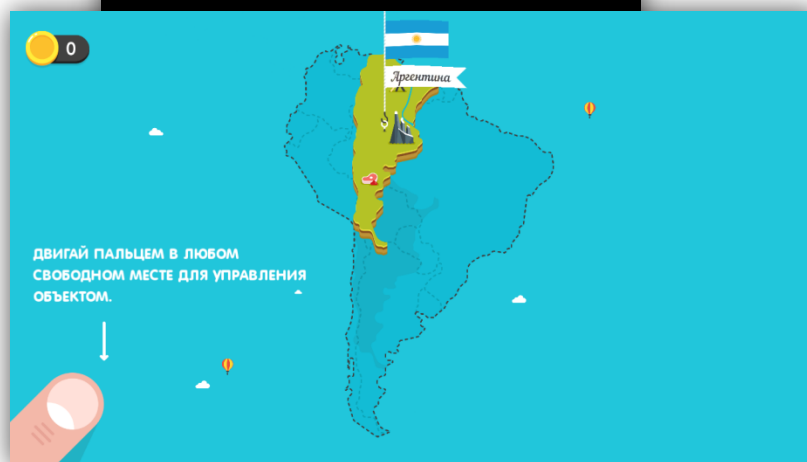 0
Аргентина
ДВИГАЙ ПАЛЬЦЕМ В ЛЮБОМ
СВОБОДНОМ МЕСТЕ ДЛЯ УПРАВЛЕНИЯ
ОБЪЕКТОМ.